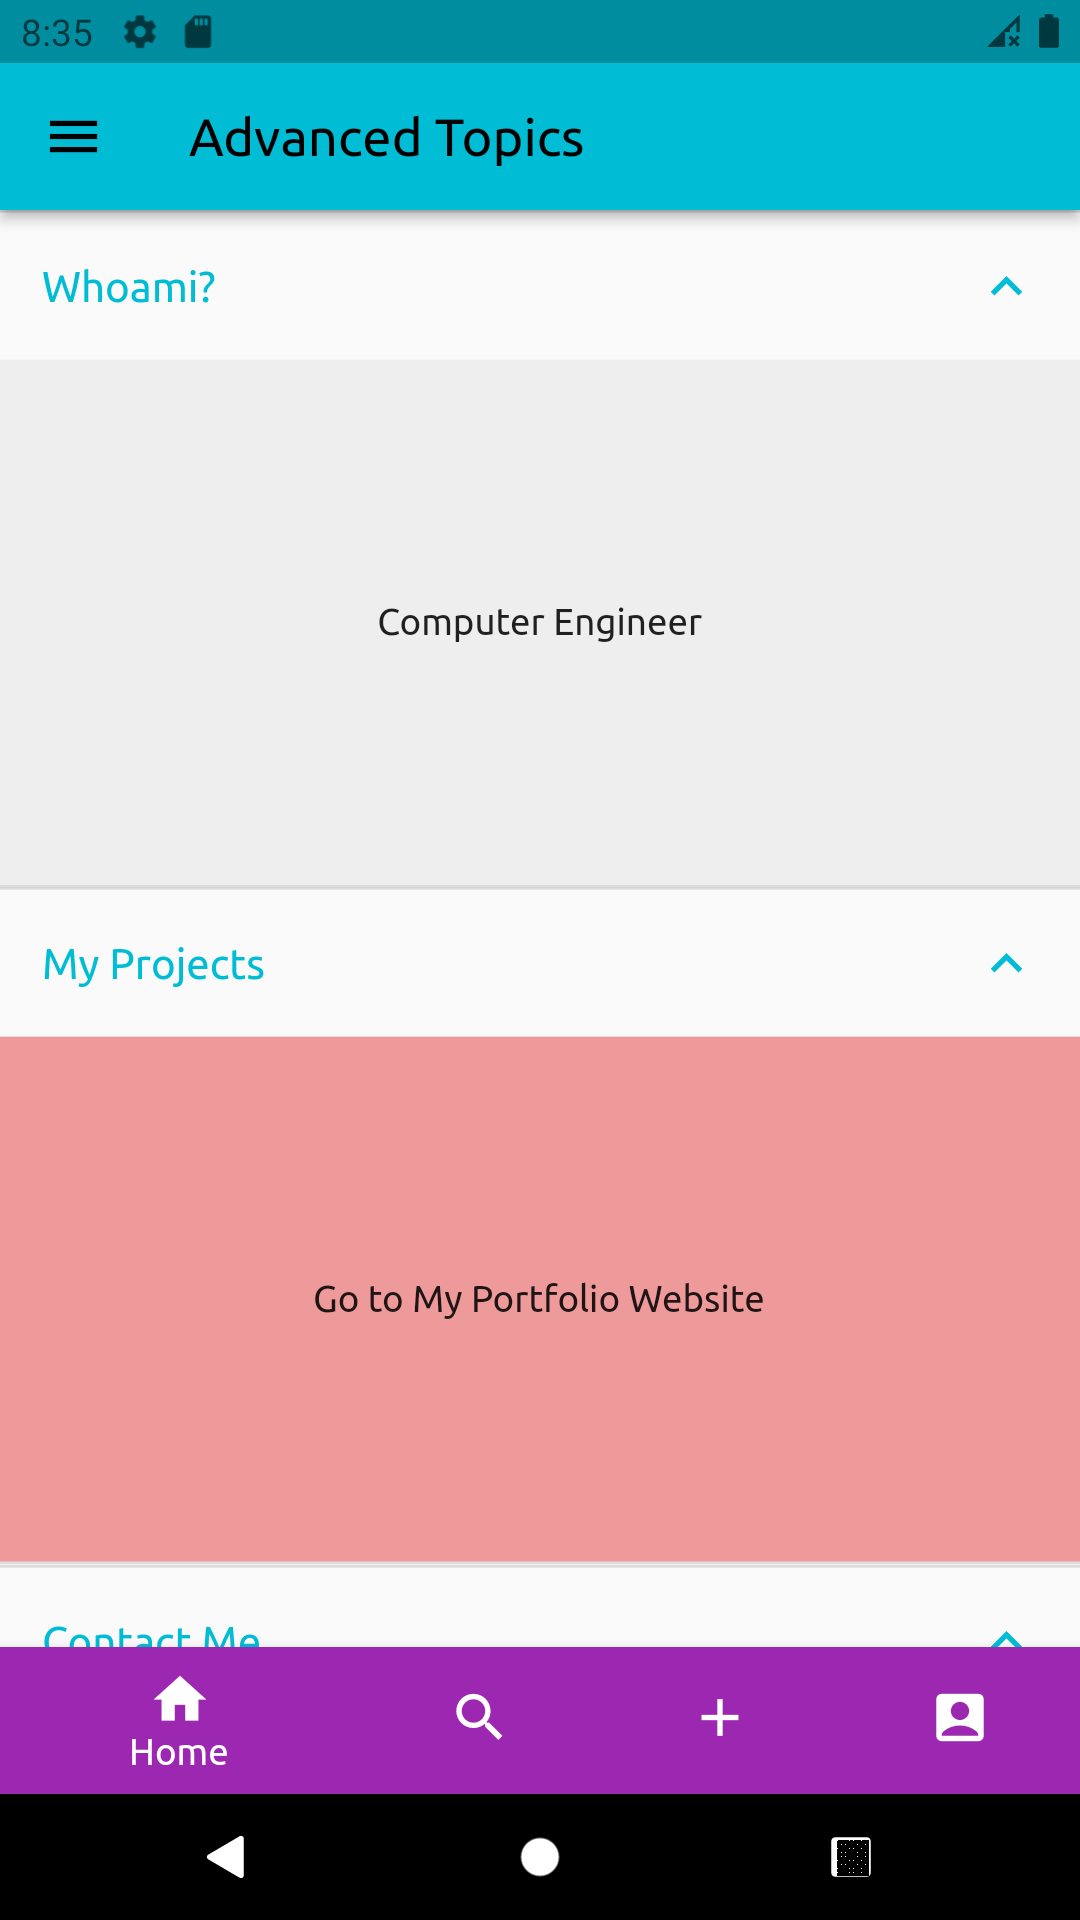 8:35
Advanced Topics
Whoami?
Computer Engineer
My Projects
Go to My Portfolio Website
Contact Me
Home